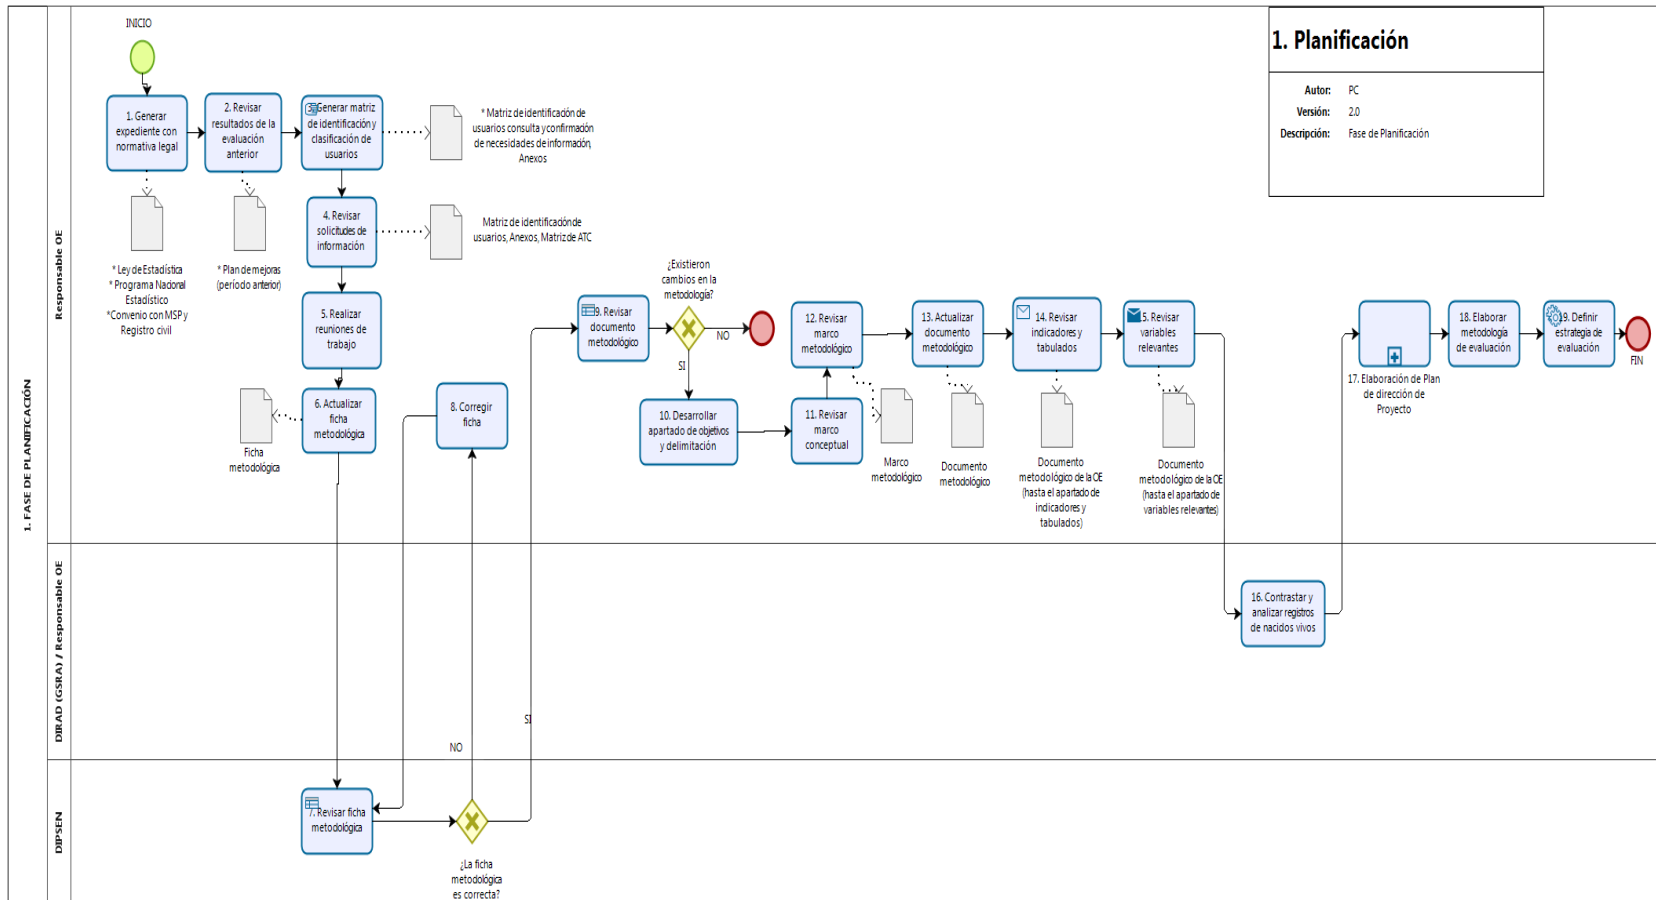 INICIO
1. Planificación
Autor: PC
Versión: 2.0
Descripción: Fase de Planificación
1. FASE DE PLANIFICACIÓN
Responsable OE
1. Generar
expediente con
normativa legal
2. Revisar
resultados de la
evaluación
anterior
3. Generar matriz
de identificación y
clasificación de
usuarios
* Matriz de identificación de
usuarios consulta y confirmación
de necesidades de información,
Anexos
* Ley de Estadística
* Programa Nacional
Estadístico
*Convenio con MSP y
Registro civil
* Plan de mejoras
(período anterior)
4. Revisar
solicitudes de
información
Matriz de identificación de
usuarios, Anexos, Matriz de ATC
5. Realizar
reuniones de
trabajo
6. Actualizar
ficha
metodológica
Ficha
metodológica
8. Corregir
ficha
9. Revisar
documento
metodológico
¿Existieron
cambios en la
metodología?
NO
SI
10. Desarrollar
apartado de objetivos
y delimitación
11. Revisar
marco
conceptual
12. Revisar
marco
metodológico
Marco
metodológico
13. Actualizar
documento
metodológico
Documento
metodológico
14. Revisar
indicadores y
tabulados
Documento
metodológico de la OE
(hasta el apartado de
indicadores y
tabulados)
5. Revisar
variables
relevantes
Documento
metodológico de la OE
(hasta el apartado de
variables relevantes)
17. Elaboración de Plan
de dirección de
Proyecto
18. Elaborar
metodología
de evaluación
19. Definir
estrategia de
evaluación
FIN
DIRAD (GSRA) / Responsable OE
16. Contrastar y
analizar registros
de nacidos vivos
SI
NO
DIPSEN
7. Revisar ficha
metodológica
¿La ficha
metodológica
es correcta?